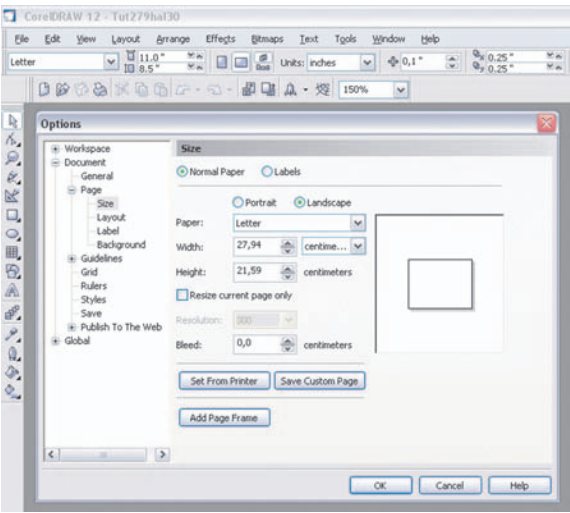 CorelDRAW 12 - Tut279hal30
File Edit View Layout Arrange Effects Bitmaps Text Tools Window Help
Letter 11.0 " 8.5 " Units: inches 0,1 " 0.25 " 0.25 "
150%
Options
Workspace
Document
General
Page
Size
Layout
Label
Background
Guidelines
Grid
Rulers
Styles
Save
Publish To The Web
Global
Size
Normal Paper Labels
Portrait Landscape
Paper: Letter
Width: 27,94 centime...
Height: 21,59 centimeters
Resize current page only
Resolution: 300
Bleed: 0,0 centimeters
Set From Printer Save Custom Page
Add Page Frame
OK Cancel Help